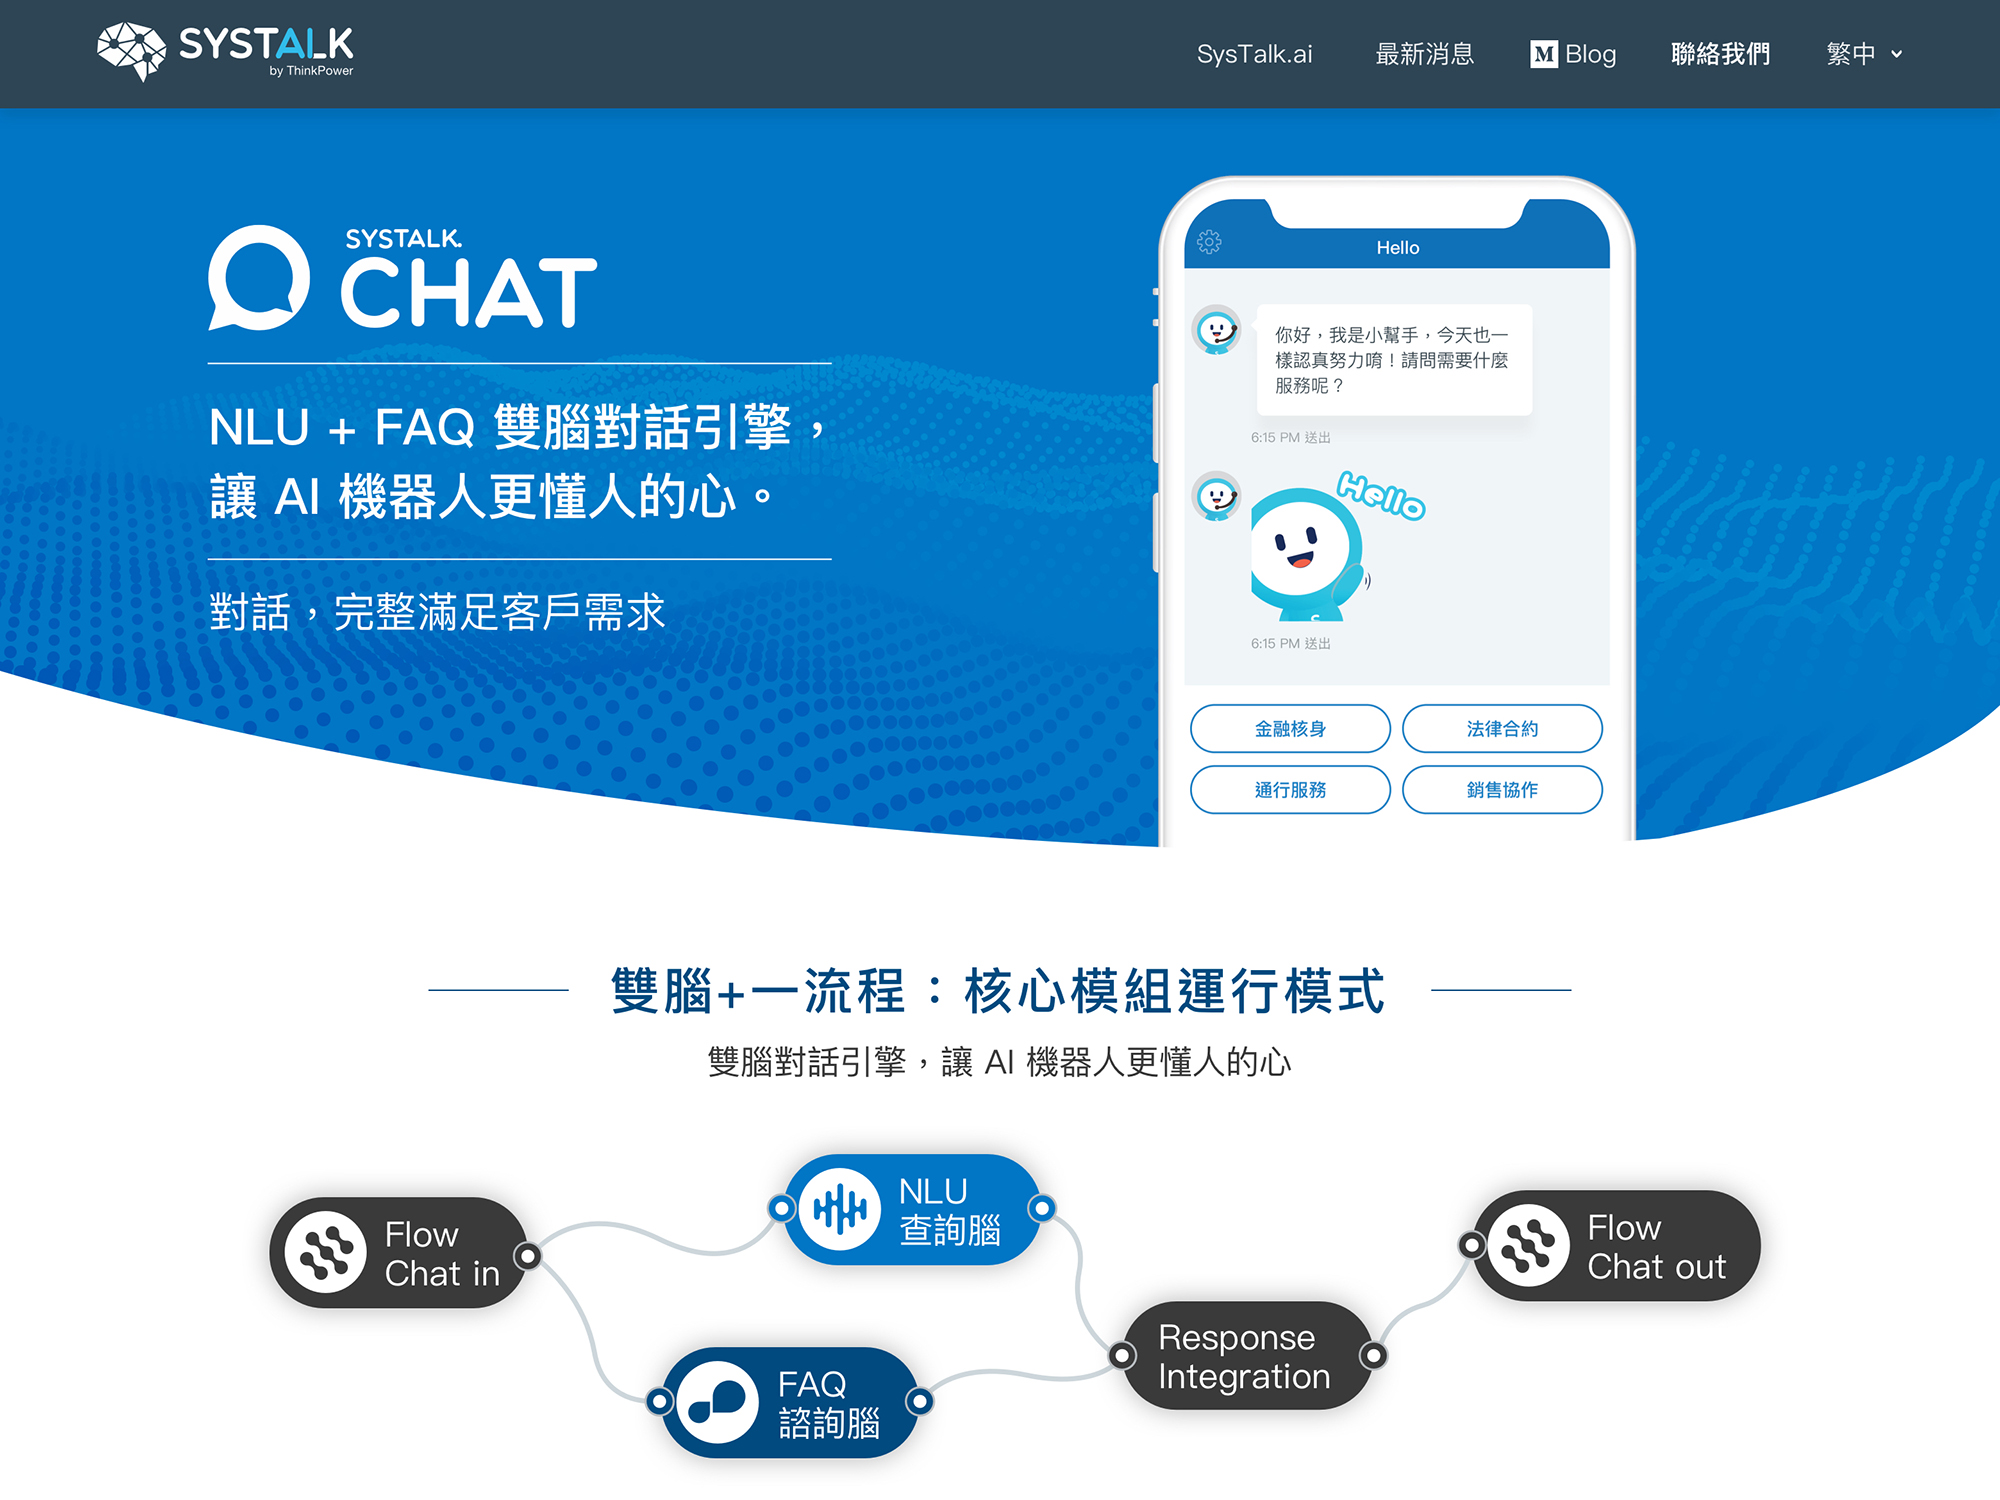 SYSTALK
by ThinkPower
SysTalk.ai
最新消息
M Blog
聯絡我們
繁中
SYSTALK.
CHAT
NLU + FAQ 雙腦對話引擎，
讓 AI 機器人更懂人的心。
對話，完整滿足客戶需求
Hello
你好，我是小幫手，今天也一
樣認真努力唷！請問需要什麼
服務呢？
6:15 PM 送出
Hello
6:15 PM 送出
金融核身
法律合約
通行服務
銷售協作
雙腦+一流程：核心模組運行模式
雙腦對話引擎，讓 AI 機器人更懂人的心
Flow
Chat in
NLU
查詢腦
FAQ
諮詢腦
Response
Integration
Flow
Chat out